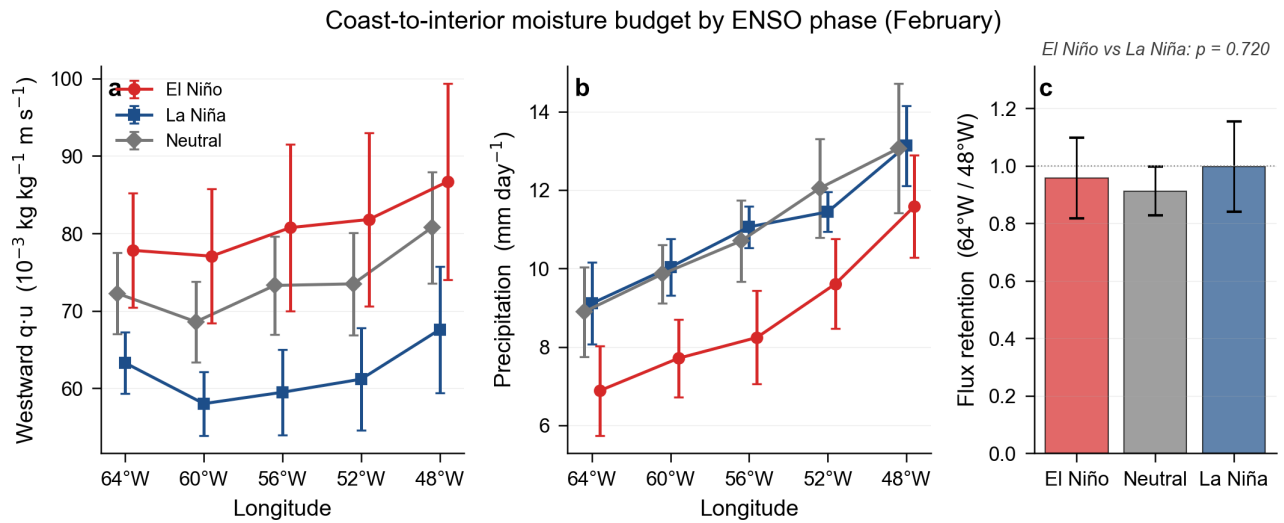 Coast-to-interior moisture budget by ENSO phase (February)
a
El Niño
La Niña
Neutral
Westward q·u (10⁻³ kg kg⁻¹ m s⁻¹)
100
90
80
70
60
64°W 60°W 56°W 52°W 48°W
Longitude
b
Precipitation (mm day⁻¹)
14
12
10
8
6
64°W 60°W 56°W 52°W 48°W
Longitude
El Niño vs La Niña: p = 0.720
c
Flux retention (64°W / 48°W)
1.2
1.0
0.8
0.6
0.4
0.2
0.0
El Niño Neutral La Niña